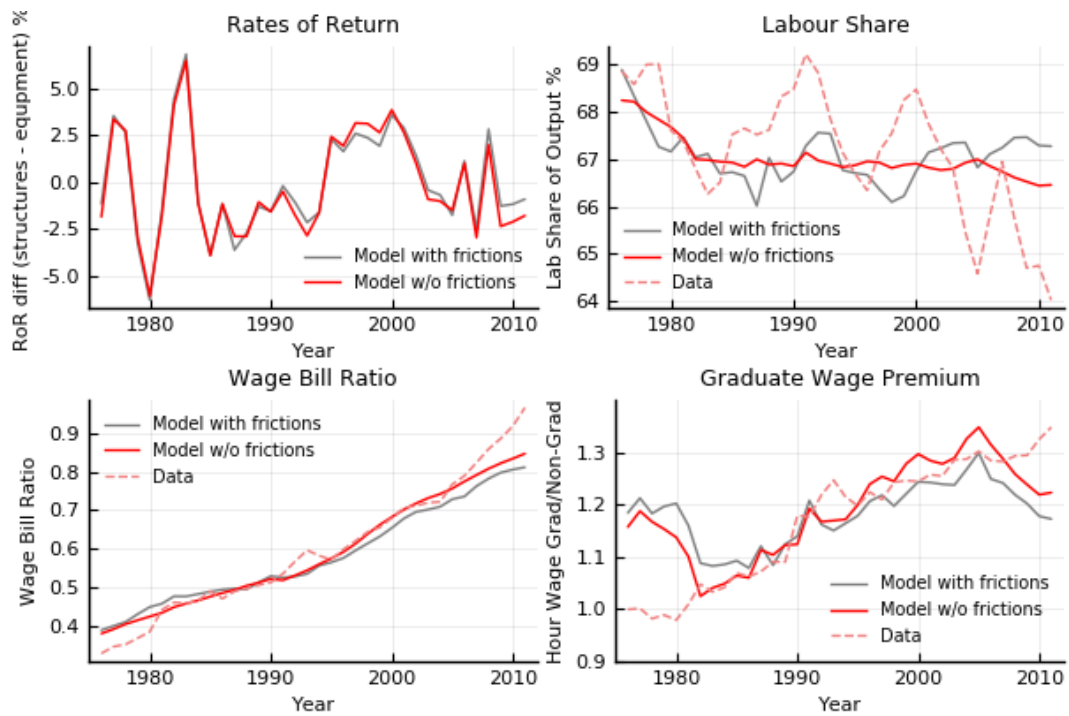 Rates of Return
RoR diff (structures - equpment) %
5.0
2.5
0.0
-2.5
-5.0
Model with frictions
Model w/o frictions
1980 1990 2000 2010
Year
Labour Share
Lab Share of Output %
69
68
67
66
65
64
Model with frictions
Model w/o frictions
Data
1980 1990 2000 2010
Year
Wage Bill Ratio
Wage Bill Ratio
0.9
0.8
0.7
0.6
0.5
0.4
Model with frictions
Model w/o frictions
Data
1980 1990 2000 2010
Year
Graduate Wage Premium
Hour Wage Grad/Non-Grad
1.3
1.2
1.1
1.0
0.9
Model with frictions
Model w/o frictions
Data
1980 1990 2000 2010
Year